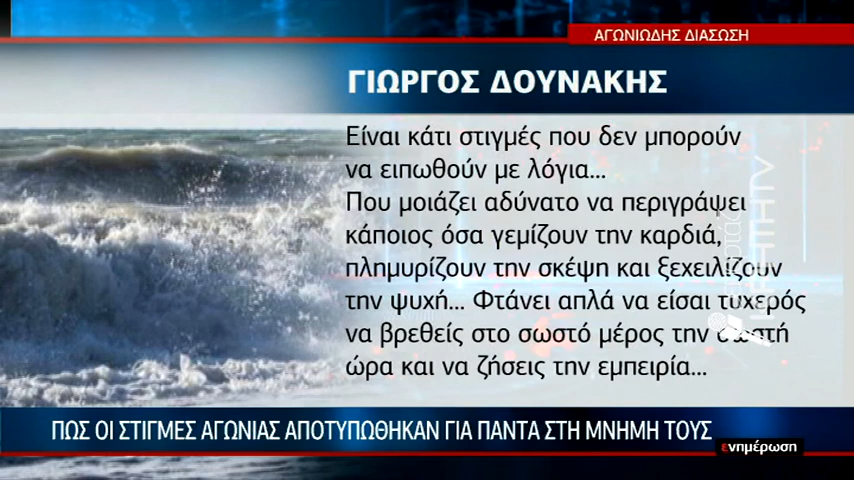 ΑΓΩΝΙΩΔΗΣ ΔΙΑΣΩΣΗ
ΓΙΩΡΓΟΣ ΔΟΥΝΑΚΗΣ
Είναι κάτι στιγμές που δεν μπορούν
να ειπωθούν με λόγια...
Που μοιάζει αδύνατο να περιγράψει
κάποιος όσα γεμίζουν την καρδιά,
πλημυρίζουν την σκέψη και ξεχειλίζουν
την ψυχή... Φτάνει απλά να είσαι τυχερός
να βρεθείς στο σωστό μέρος την σωστή
ώρα και να ζήσεις την εμπειρία...
ΠΩΣ ΟΙ ΣΤΙΓΜΕΣ ΑΓΩΝΙΑΣ ΑΠΟΤΥΠΩΘΗΚΑΝ ΓΙΑ ΠΑΝΤΑ ΣΤΗ ΜΝΗΜΗ ΤΟΥΣ
ενημέρωση